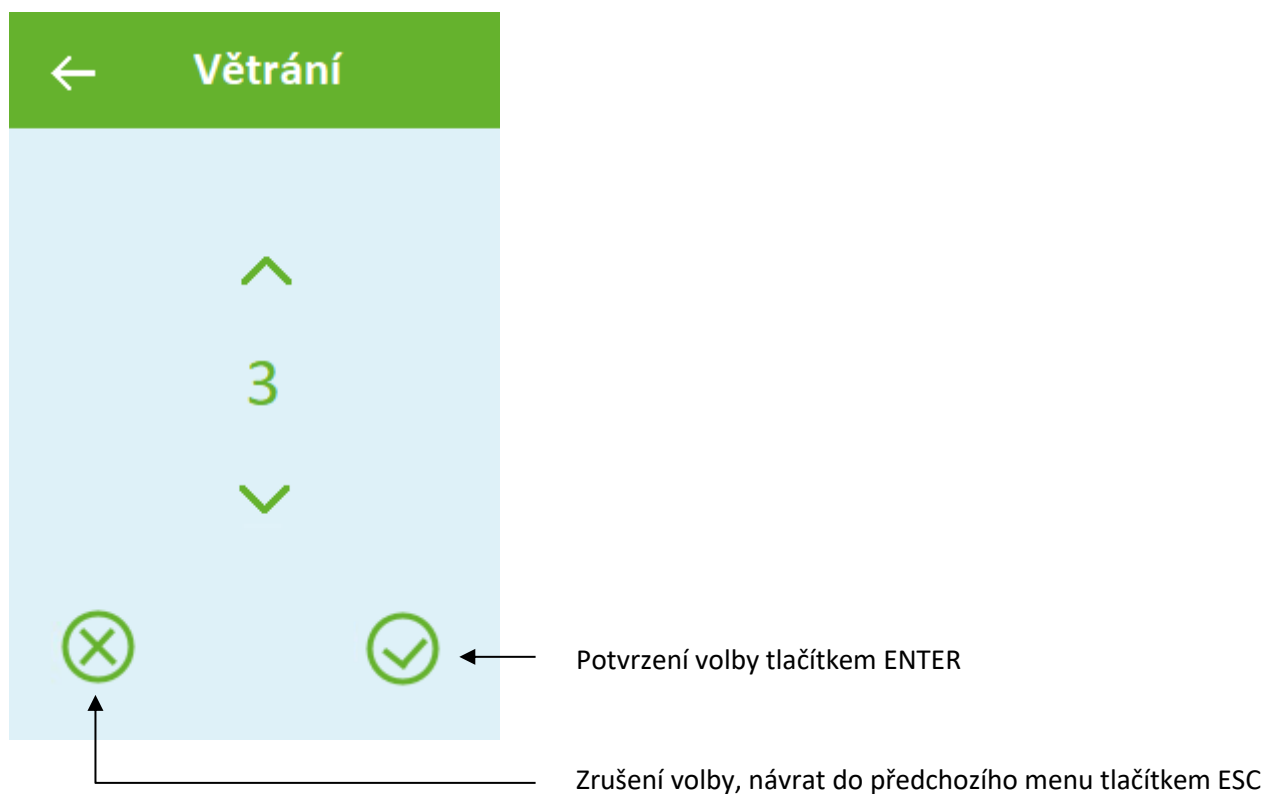 Větrání
3
Potvrzení volby tlačítkem ENTER
Zrušení volby, návrat do předchozího menu tlačítkem ESC